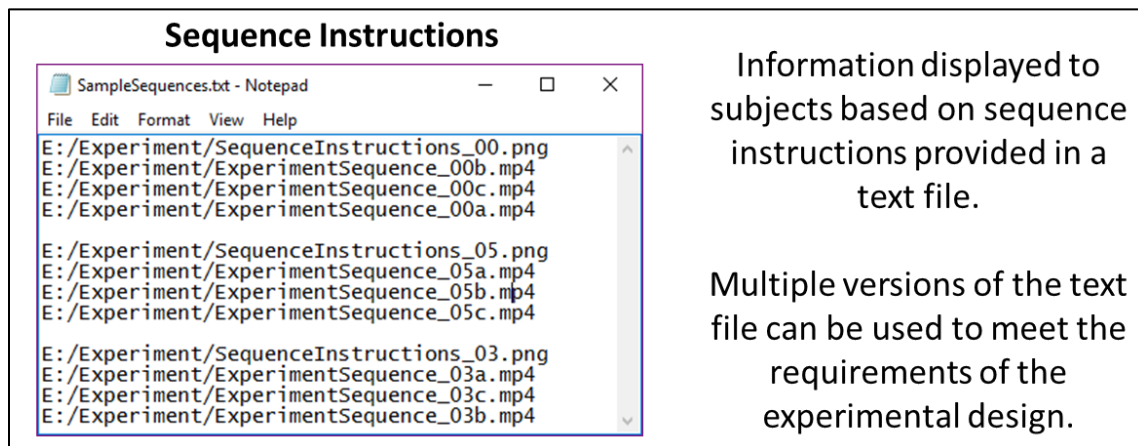 Sequence Instructions
SampleSequences.txt - Notepad
File Edit Format View Help
E:/Experiment/SequenceInstructions_00.png
E:/Experiment/ExperimentSequence_00b.mp4
E:/Experiment/ExperimentSequence_00c.mp4
E:/Experiment/ExperimentSequence_00a.mp4
E:/Experiment/SequenceInstructions_05.png
E:/Experiment/ExperimentSequence_05a.mp4
E:/Experiment/ExperimentSequence_05b.mp4
E:/Experiment/ExperimentSequence_05c.mp4
E:/Experiment/SequenceInstructions_03.png
E:/Experiment/ExperimentSequence_03a.mp4
E:/Experiment/ExperimentSequence_03c.mp4
E:/Experiment/ExperimentSequence_03b.mp4
Information displayed to
subjects based on sequence
instructions provided in a
text file.
Multiple versions of the text
file can be used to meet the
requirements of the
experimental design.